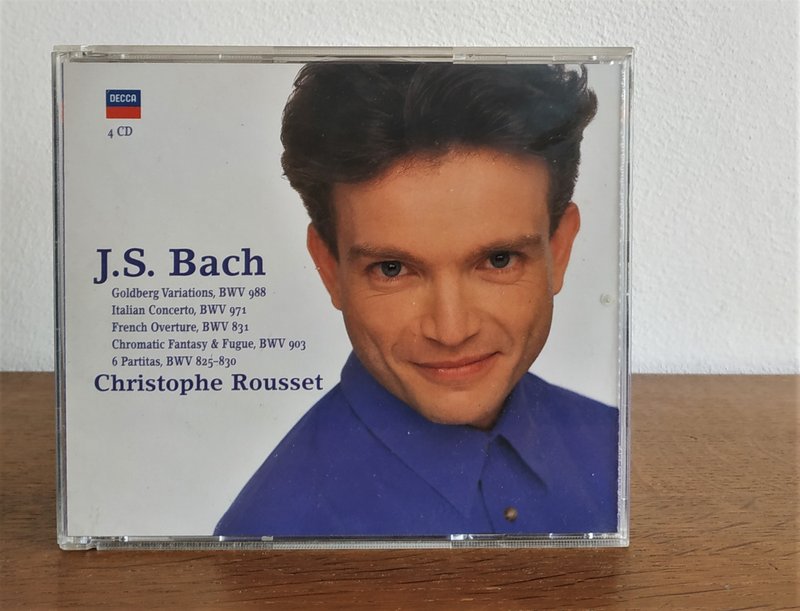 DECCA
4 CD
J.S. Bach
Goldberg Variations, BWV 988
Italian Concerto, BWV 971
French Overture, BWV 831
Chromatic Fantasy & Fugue, BWV 903
6 Partitas, BWV 825–830
Christophe Rousset